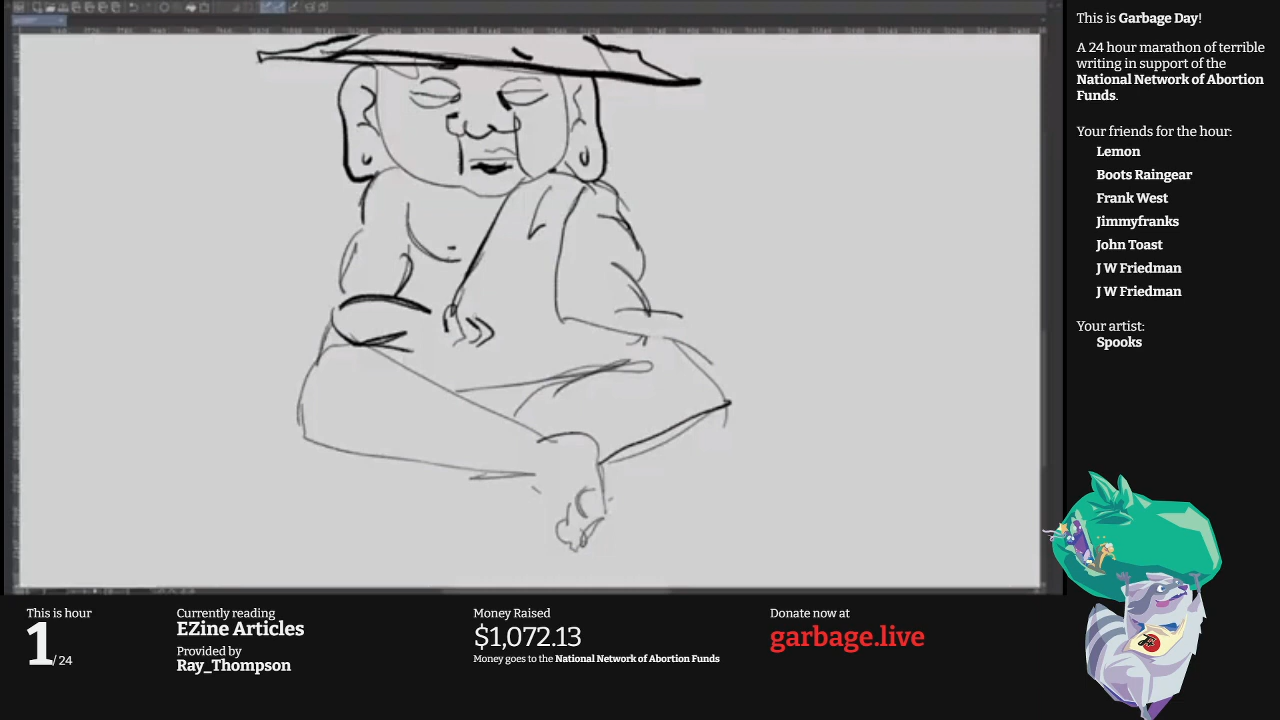 This is Garbage Day!
A 24 hour marathon of terrible
writing in support of the
National Network of Abortion
Funds.
Your friends for the hour:
Lemon
Boots Raingear
Frank West
Jimmyfranks
John Toast
J W Friedman
J W Friedman
Your artist:
Spooks
This is hour
1 / 24
Currently reading
EZine Articles
Provided by
Ray_Thompson
Money Raised
$1,072.13
Money goes to the National Network of Abortion Funds
Donate now at
garbage.live